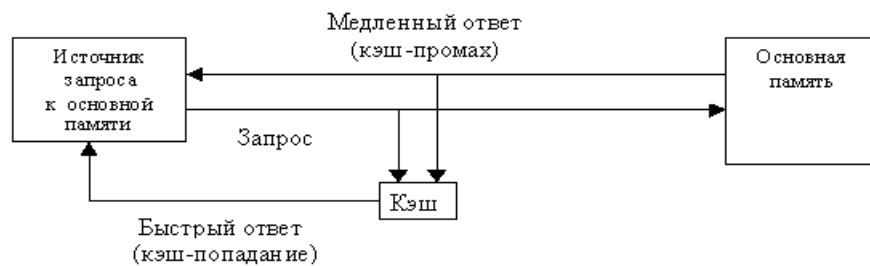 Медленный ответ
(кэш-промах)
Источник
запроса
к основной
памяти
Основная
память
Запрос
Кэш
Быстрый ответ
(кэш-попадание)